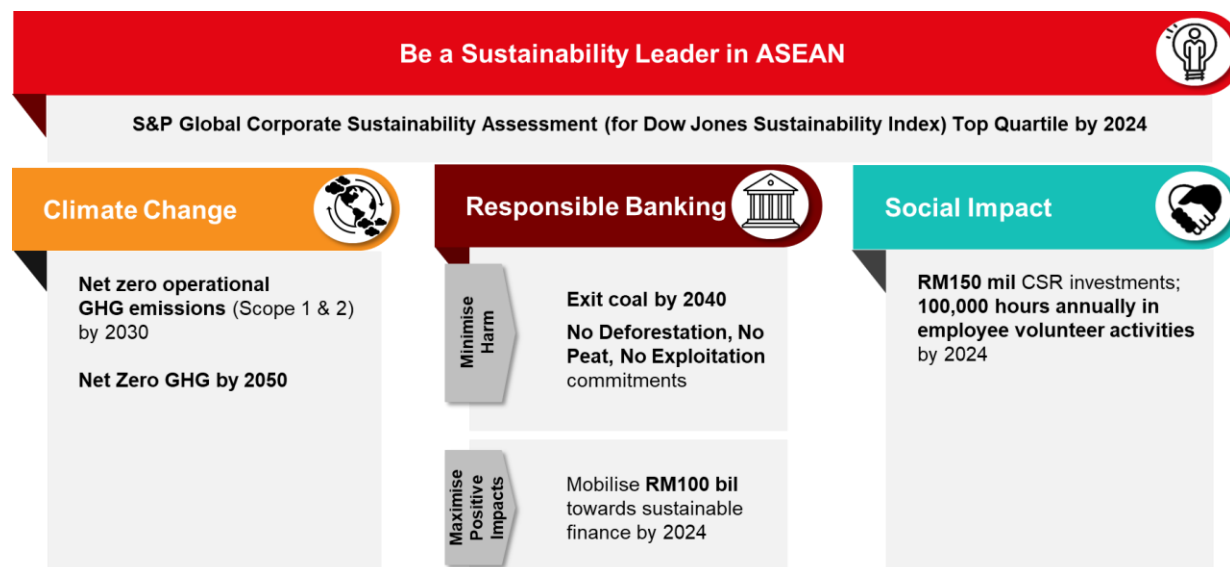 Be a Sustainability Leader in ASEAN
S&P Global Corporate Sustainability Assessment (for Dow Jones Sustainability Index) Top Quartile by 2024
Climate Change
Net zero operational
GHG emissions (Scope 1 & 2)
by 2030
Net Zero GHG by 2050
Responsible Banking
Minimise
Harm
Exit coal by 2040
No Deforestation, No
Peat, No Exploitation
commitments
Maximise
Positive
Impacts
Mobilise RM100 bil
towards sustainable
finance by 2024
Social Impact
RM150 mil CSR investments;
100,000 hours annually in
employee volunteer activities
by 2024